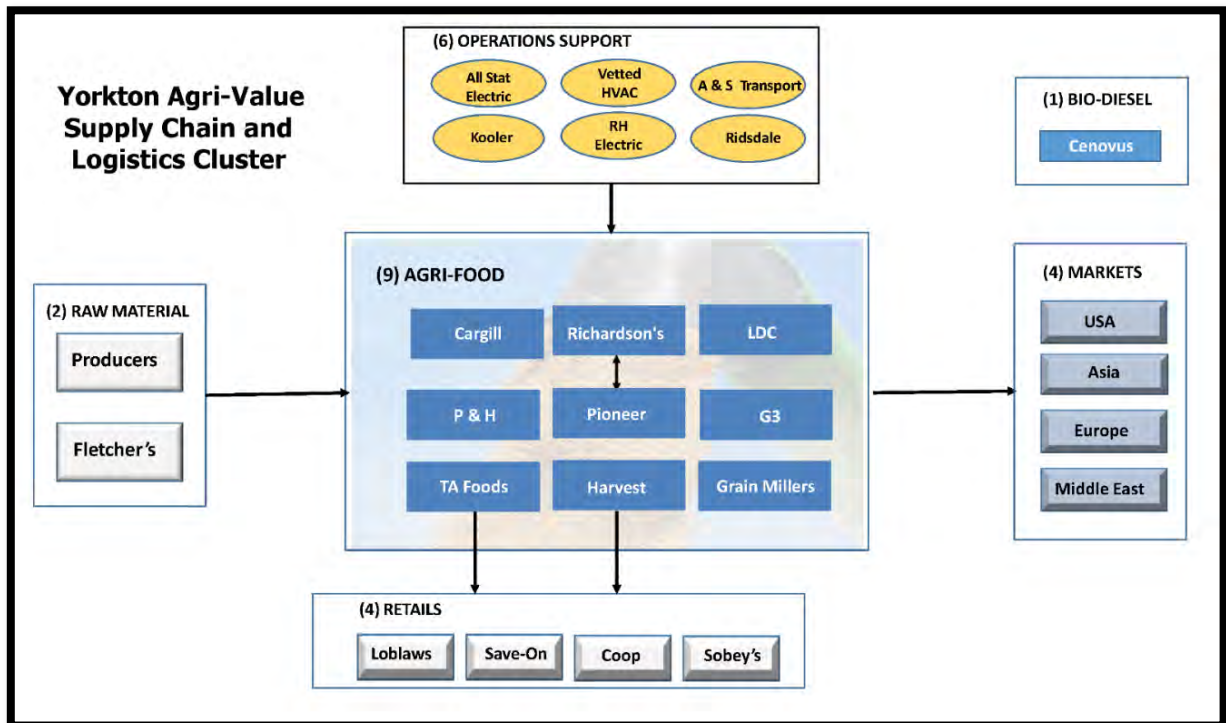 Yorkton Agri-Value
Supply Chain and
Logistics Cluster
(6) OPERATIONS SUPPORT
All Stat
Electric
Vetted
HVAC
A & S Transport
Kooler
RH
Electric
Ridsdale
(1) BIO-DIESEL
Cenovus
(2) RAW MATERIAL
Producers
Fletcher's
(9) AGRI-FOOD
Cargill
Richardson's
LDC
P & H
Pioneer
G3
TA Foods
Harvest
Grain Millers
(4) MARKETS
USA
Asia
Europe
Middle East
(4) RETAILS
Loblaws
Save-On
Coop
Sobey's